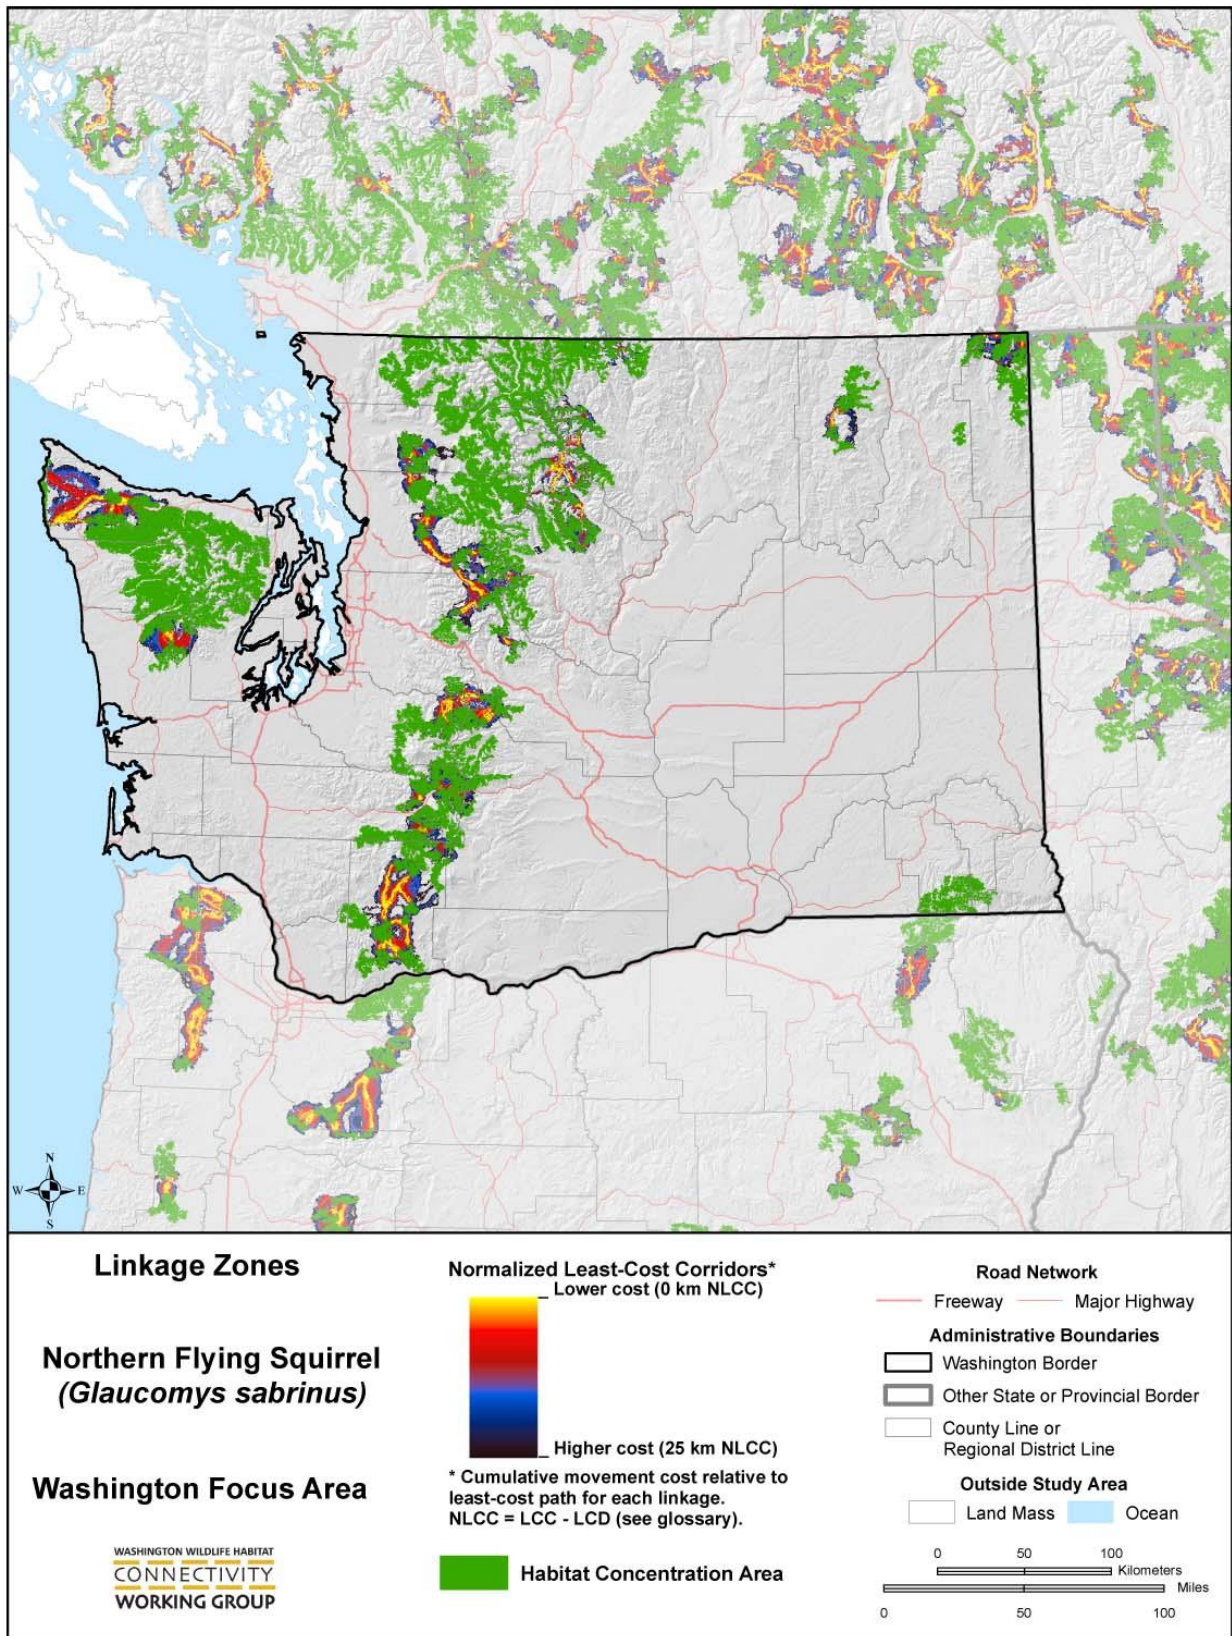 N
W E
S
Linkage Zones
Northern Flying Squirrel
(Glaucomys sabrinus)
Washington Focus Area
WASHINGTON WILDLIFE HABITAT
CONNECTIVITY
WORKING GROUP
Normalized Least-Cost Corridors*
_ Lower cost (0 km NLCC)
_ Higher cost (25 km NLCC)
* Cumulative movement cost relative to
least-cost path for each linkage.
NLCC = LCC - LCD (see glossary).
Habitat Concentration Area
Road Network
Freeway Major Highway
Administrative Boundaries
Washington Border
Other State or Provincial Border
County Line or
Regional District Line
Outside Study Area
Land Mass Ocean
0 50 100
Kilometers
Miles
0 50 100